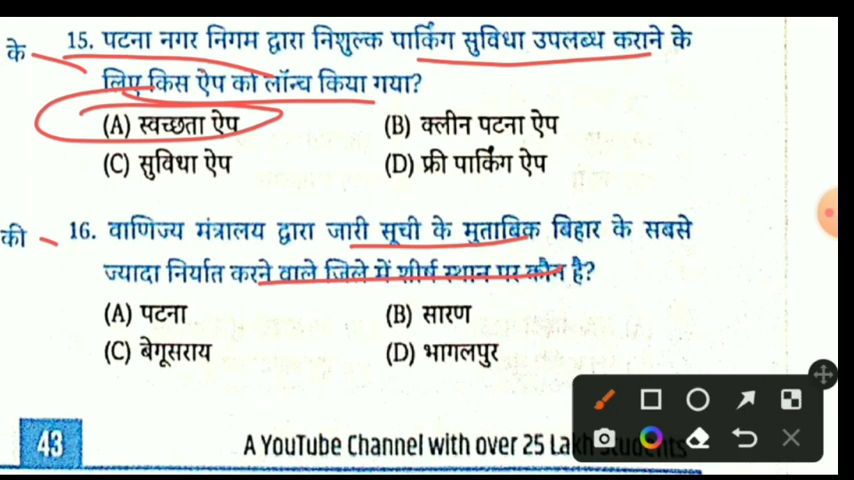 के
15. पटना नगर निगम द्वारा निशुल्क पार्किंग सुविधा उपलब्ध कराने के
लिए किस ऐप को लॉन्च किया गया?
(A) स्वच्छता ऐप (B) क्लीन पटना ऐप
(C) सुविधा ऐप (D) फ्री पार्किंग ऐप
की
16. वाणिज्य मंत्रालय द्वारा जारी सूची के मुताबिक बिहार के सबसे
ज्यादा निर्यात करने वाले जिले में शीर्ष स्थान पर कौन है?
(A) पटना (B) सारण
(C) बेगूसराय (D) भागलपुर
43 A YouTube Channel with over 25 Lakh Students